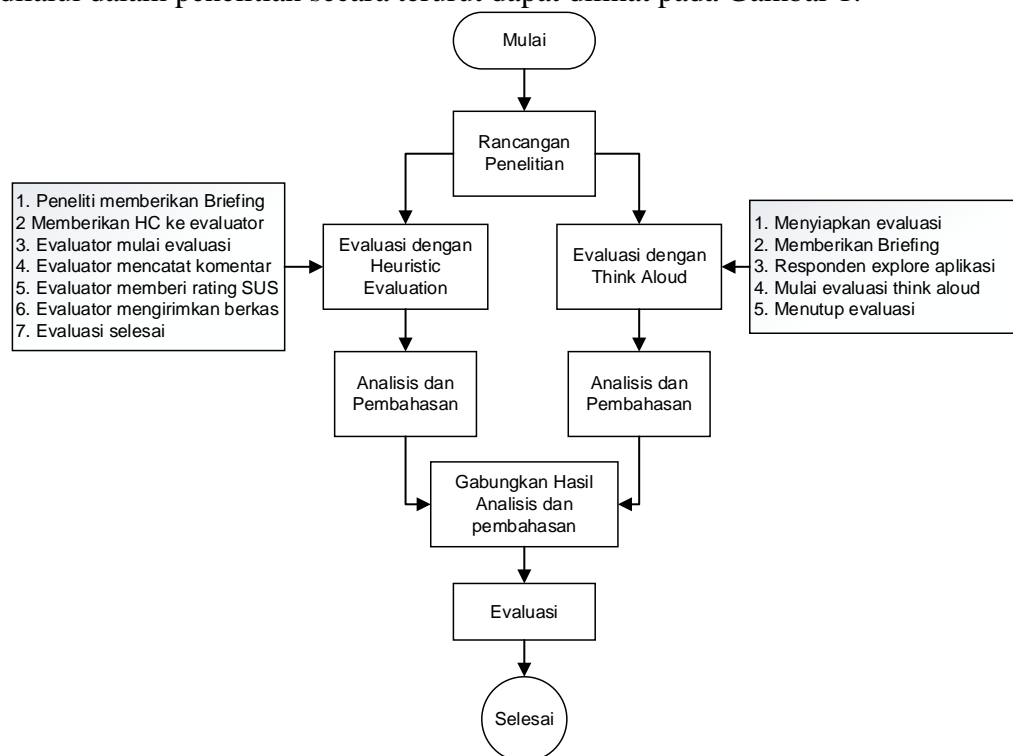 dilalui dalam penelitian secara terurut dapat dilihat pada Gambar 1.
Mulai
Rancangan
Penelitian
1. Peneliti memberikan Briefing
2 Memberikan HC ke evaluator
3. Evaluator mulai evaluasi
4. Evaluator mencatat komentar
5. Evaluator memberi rating SUS
6. Evaluator mengirimkan berkas
7. Evaluasi selesai
Evaluasi dengan
Heuristic
Evaluation
Evaluasi dengan
Think Aloud
1. Menyiapkan evaluasi
2. Memberikan Briefing
3. Responden explore aplikasi
4. Mulai evaluasi think aloud
5. Menutup evaluasi
Analisis dan
Pembahasan
Analisis dan
Pembahasan
Gabungkan Hasil
Analisis dan
pembahasan
Evaluasi
Selesai